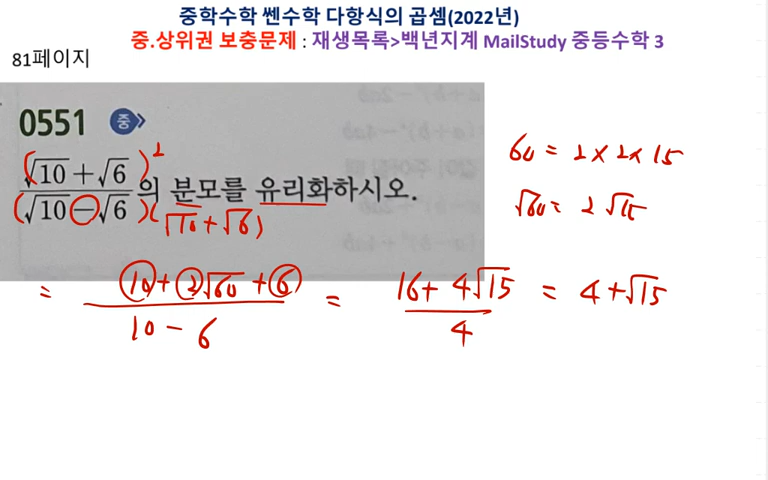 중학수학 쎈수학 다항식의 곱셈(2022년)
중.상위권 보충문제 : 재생목록>백년지계 MailStudy 중등수학 3
81페이지
0551 중
(√10 + √6)²
(√10 − √6)(√10 + √6)
의 분모를 유리화하시오.
60 = 2 × 2 × 15
√60 = 2√15
= (10 + 2√60 + 6)/(10 − 6) = (16 + 4√15)/4 = 4 + √15